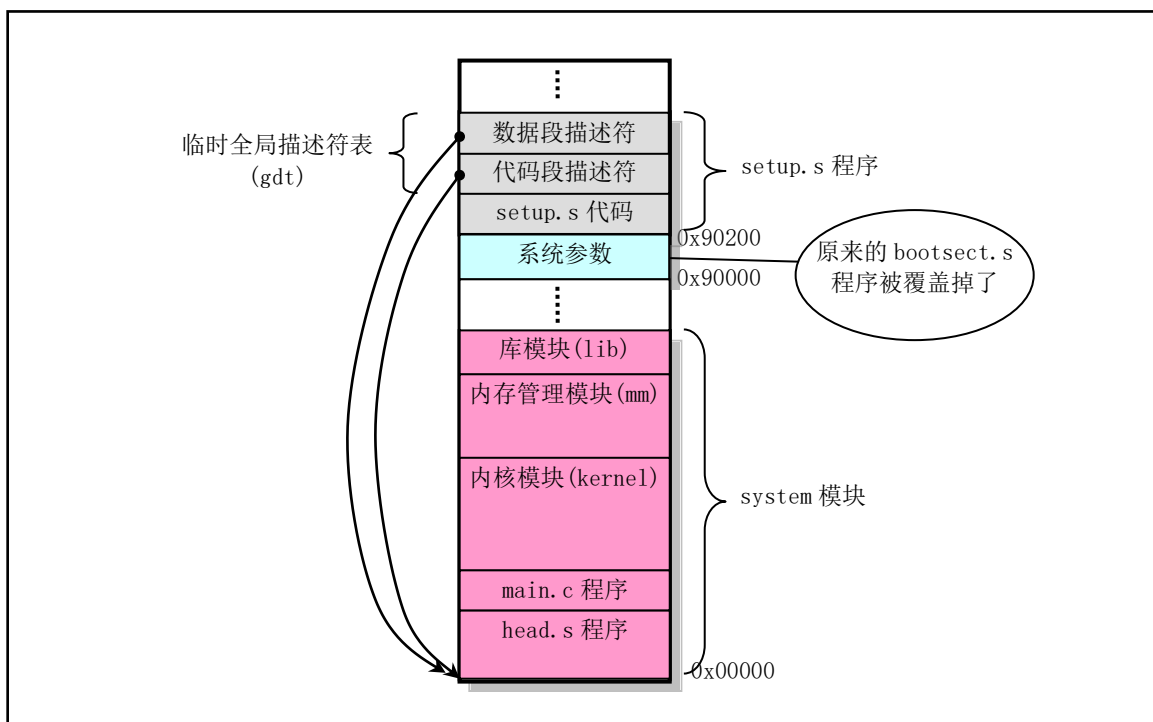 数据段描述符
临时全局描述符表
(gdt)
代码段描述符
setup.s 程序
setup.s 代码
0x90200
系统参数
原来的 bootsect.s
程序被覆盖掉了
0x90000
库模块(lib)
内存管理模块(mm)
内核模块(kernel)
system 模块
main.c 程序
head.s 程序
0x00000